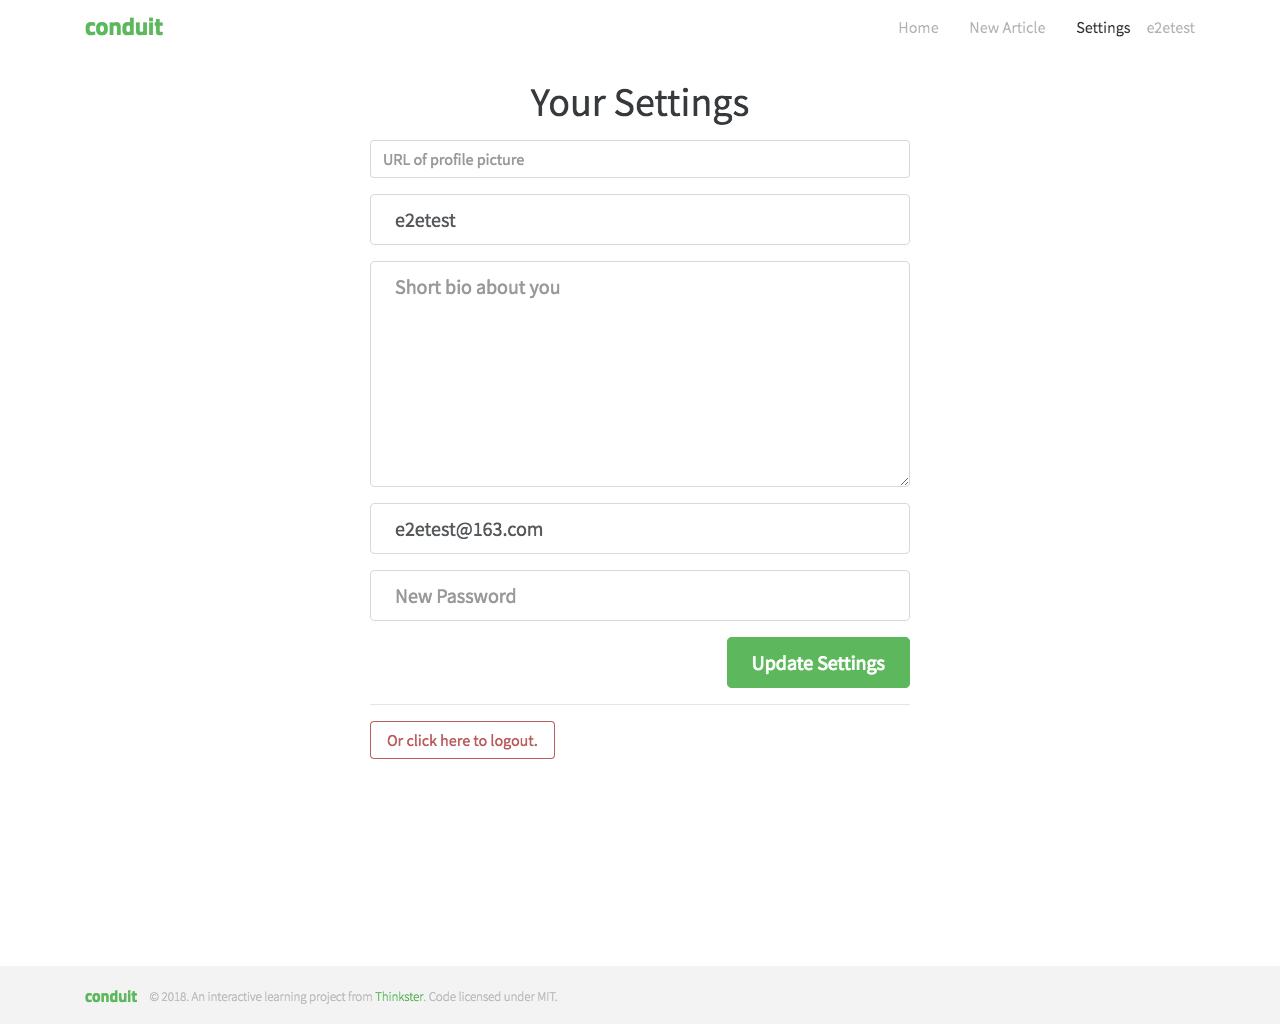 conduit
Home New Article Settings e2etest
Your Settings
URL of profile picture
e2etest
Short bio about you
e2etest@163.com
New Password
Update Settings
Or click here to logout.
conduit © 2018. An interactive learning project from Thinkster. Code licensed under MIT.